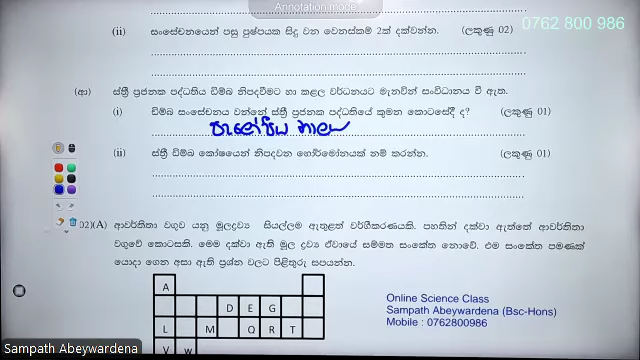 Annotation mode
0762 800 986
(ii) සංසේචනයෙන් පසු පුෂ්පයක සිදු වන වෙනස්කම් 2ක් දක්වන්න. (ලකුණු 02)
(ආ) ස්ත්‍රී ප්‍රජනක පද්ධතිය ඩිම්බ නිපදවීමට හා කළල වර්ධනයට මැනවින් සංවිධානය වී ඇත.
(i) ඩිම්බ සංසේචනය වන්නේ ස්ත්‍රී ප්‍රජනක පද්ධතියේ කුමන කොටසේදී ද? (ලකුණු 01)
පැලෝපීය නාලය
(ii) ස්ත්‍රී ඩිම්බ කෝෂයෙන් නිපදවන හෝර්මෝනයක් නම් කරන්න. (ලකුණු 01)
02)(A) ආවර්තිතා වගුව යනු මූලද්‍රව්‍ය සියල්ලම ඇතුළත් වර්ගීකරණයකි. පහතින් දක්වා ඇත්තේ ආවර්තිතා
වගුවේ කොටසකි. මෙම දක්වා ඇති මූල ද්‍රව්‍ය ඒවායේ සම්මත සංකේත නොවේ. එම සංකේත පමණක්
යොදා ගෙන අසා ඇති ප්‍රශ්න වලට පිළිතුරු සපයන්න.
A
D E G
L M Q R T
V W
Online Science Class
Sampath Abeywardena (Bsc-Hons)
Mobile : 0762800986
Sampath Abeywardena